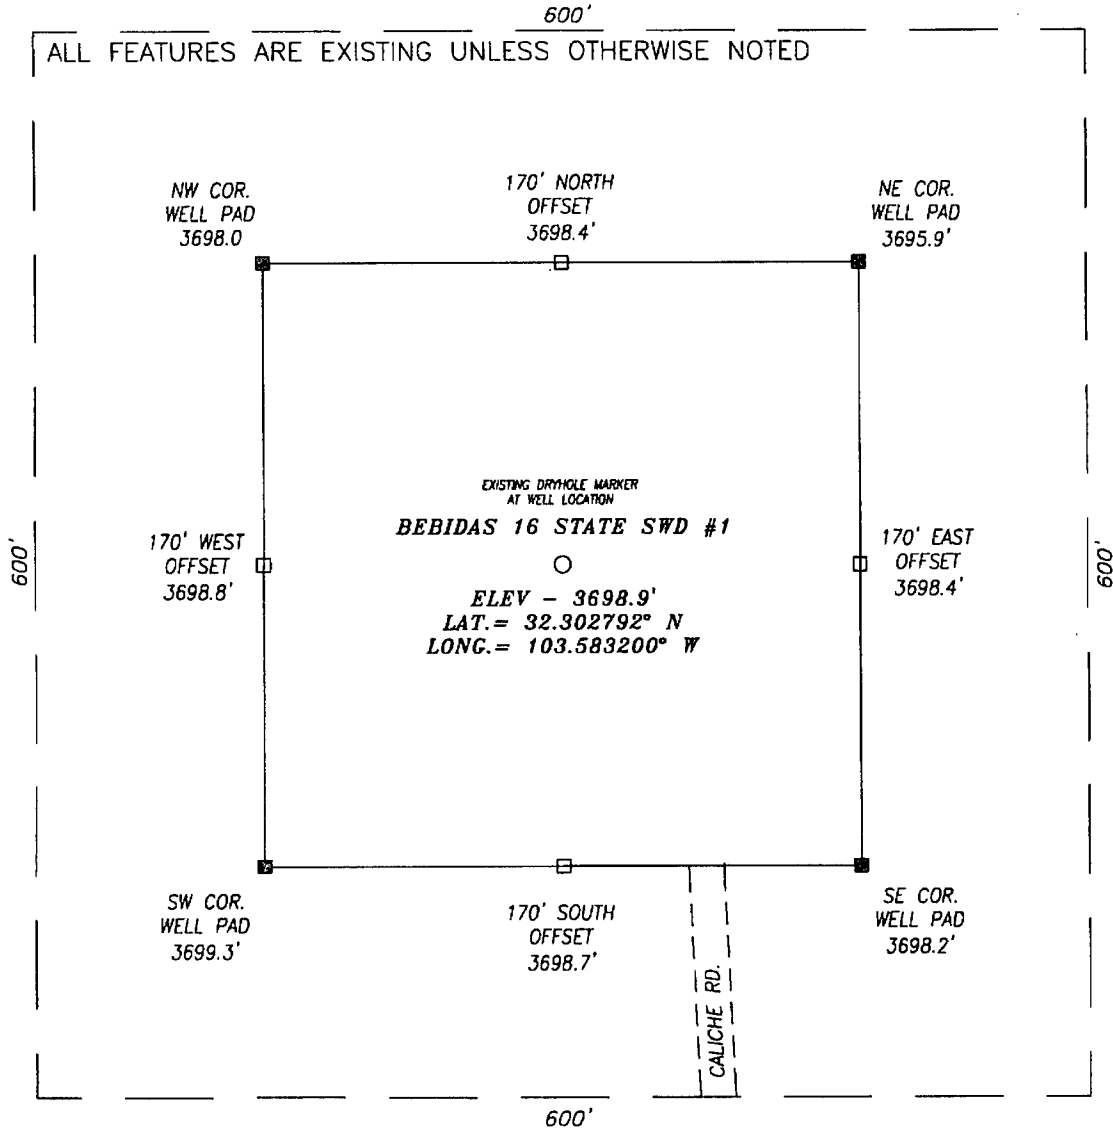 600'
ALL FEATURES ARE EXISTING UNLESS OTHERWISE NOTED
NW COR.
WELL PAD
3698.0
170' NORTH
OFFSET
3698.4'
NE COR.
WELL PAD
3695.9'
EXISTING DRYHOLE MARKER
AT WELL LOCATION
BEBIDAS 16 STATE SWD #1
600'
170' WEST
OFFSET
3698.8'
170' EAST
OFFSET
3698.4'
600'
ELEV - 3698.9'
LAT.= 32.302792° N
LONG.= 103.583200° W
SW COR.
WELL PAD
3699.3'
170' SOUTH
OFFSET
3698.7'
SE COR.
WELL PAD
3698.2'
CALICHE RD.
600'